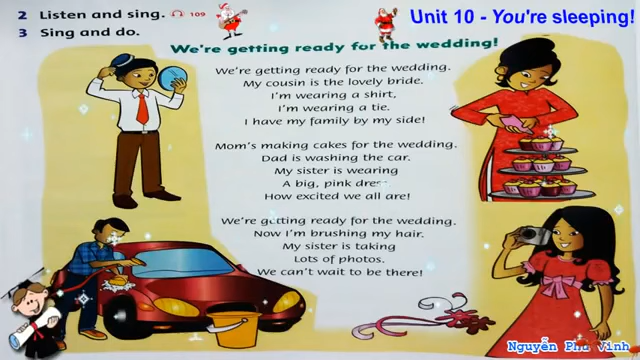 2 Listen and sing. 109
Unit 10 - You're sleeping!
3 Sing and do.
We're getting ready for the wedding!
We're getting ready for the wedding.
My cousin is the lovely bride.
I'm wearing a shirt,
I'm wearing a tie.
I have my family by my side!
Mom's making cakes for the wedding.
Dad is washing the car.
My sister is wearing
A big, pink dress
How excited we all are!
We're getting ready for the wedding.
Now I'm brushing my hair.
My sister is taking
Lots of photos.
We can't wait to be there!
Nguyễn Phú Vinh